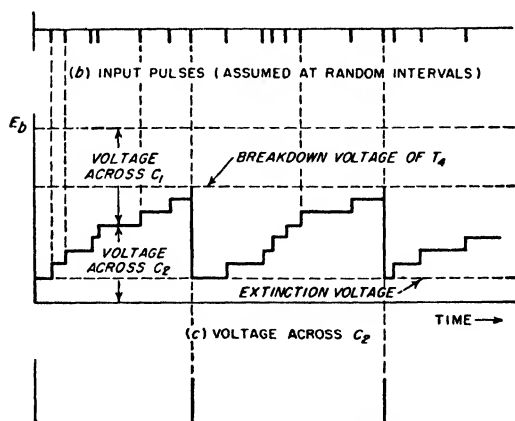 (b) INPUT PULSES (ASSUMED AT RANDOM INTERVALS)
E_b
VOLTAGE
ACROSS C_1
BREAKDOWN VOLTAGE OF T_4
VOLTAGE
ACROSS C_2
EXTINCTION VOLTAGE
TIME →
(c) VOLTAGE ACROSS C_2